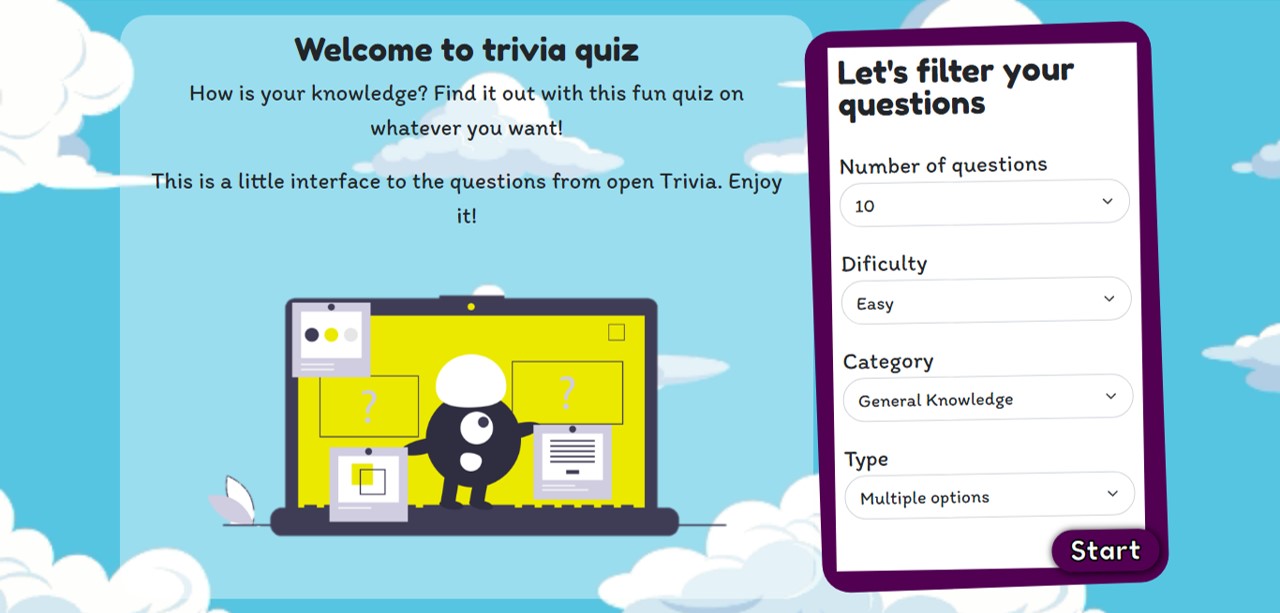 Welcome to trivia quiz
How is your knowledge? Find it out with this fun quiz on
whatever you want!
This is a little interface to the questions from open Trivia. Enjoy
it!
? ?
Let's filter your
questions
Number of questions
10
Dificulty
Easy
Category
General Knowledge
Type
Multiple options
Start